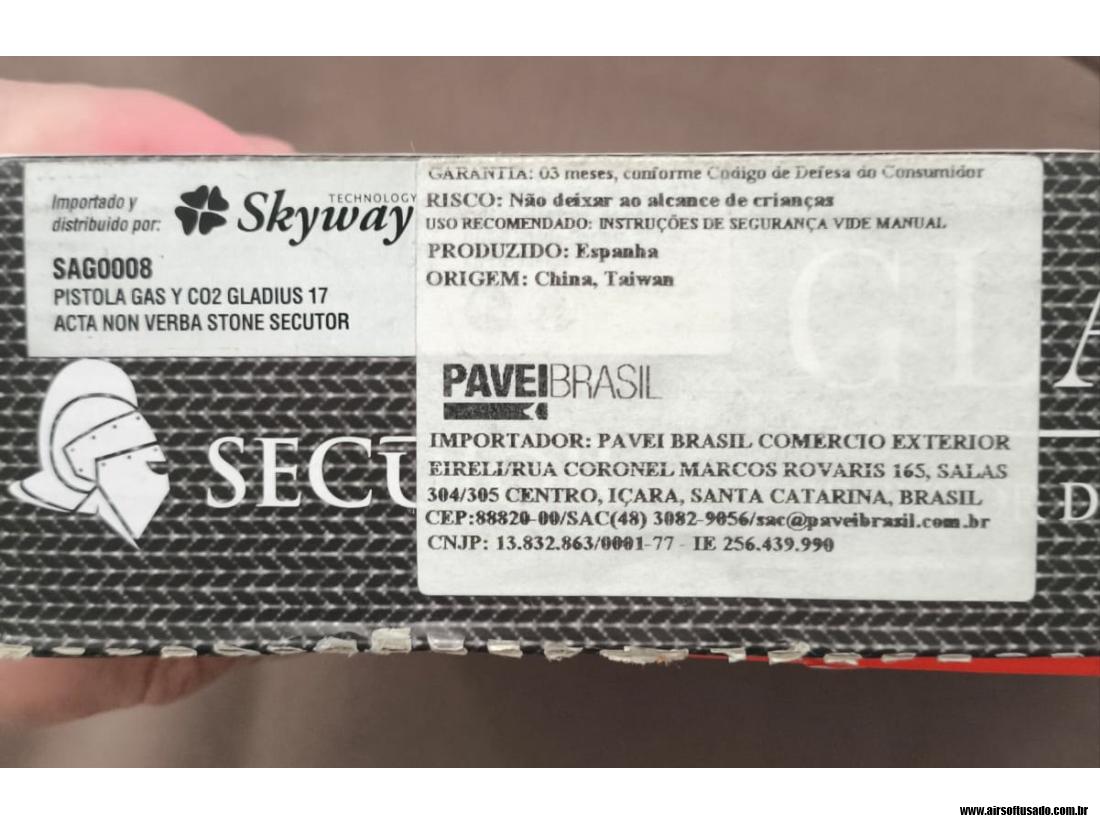 Importado y
distribuido por:
TECHNOLOGY
Skyway
SAG0008
PISTOLA GAS Y CO2 GLADIUS 17
ACTA NON VERBA STONE SECUTOR
GARANTIA: 03 meses, conforme Codigo de Defesa do Consumidor
RISCO: Não deixar ao alcance de crianças
USO RECOMENDADO: INSTRUÇÕES DE SEGURANÇA VIDE MANUAL
PRODUZIDO: Espanha
ORIGEM: China, Taiwan
PAVEIBRASIL
IMPORTADOR: PAVEI BRASIL COMERCIO EXTERIOR
EIRELI/RUA CORONEL MARCOS ROVARIS 165, SALAS
304/305 CENTRO, IÇARA, SANTA CATARINA, BRASIL
CEP:88820-00/SAC(48) 3082-9056/sac@paveibrasil.com.br
CNJP: 13.832.863/0001-77 - IE 256.439.990
www.airsoftusado.com.br